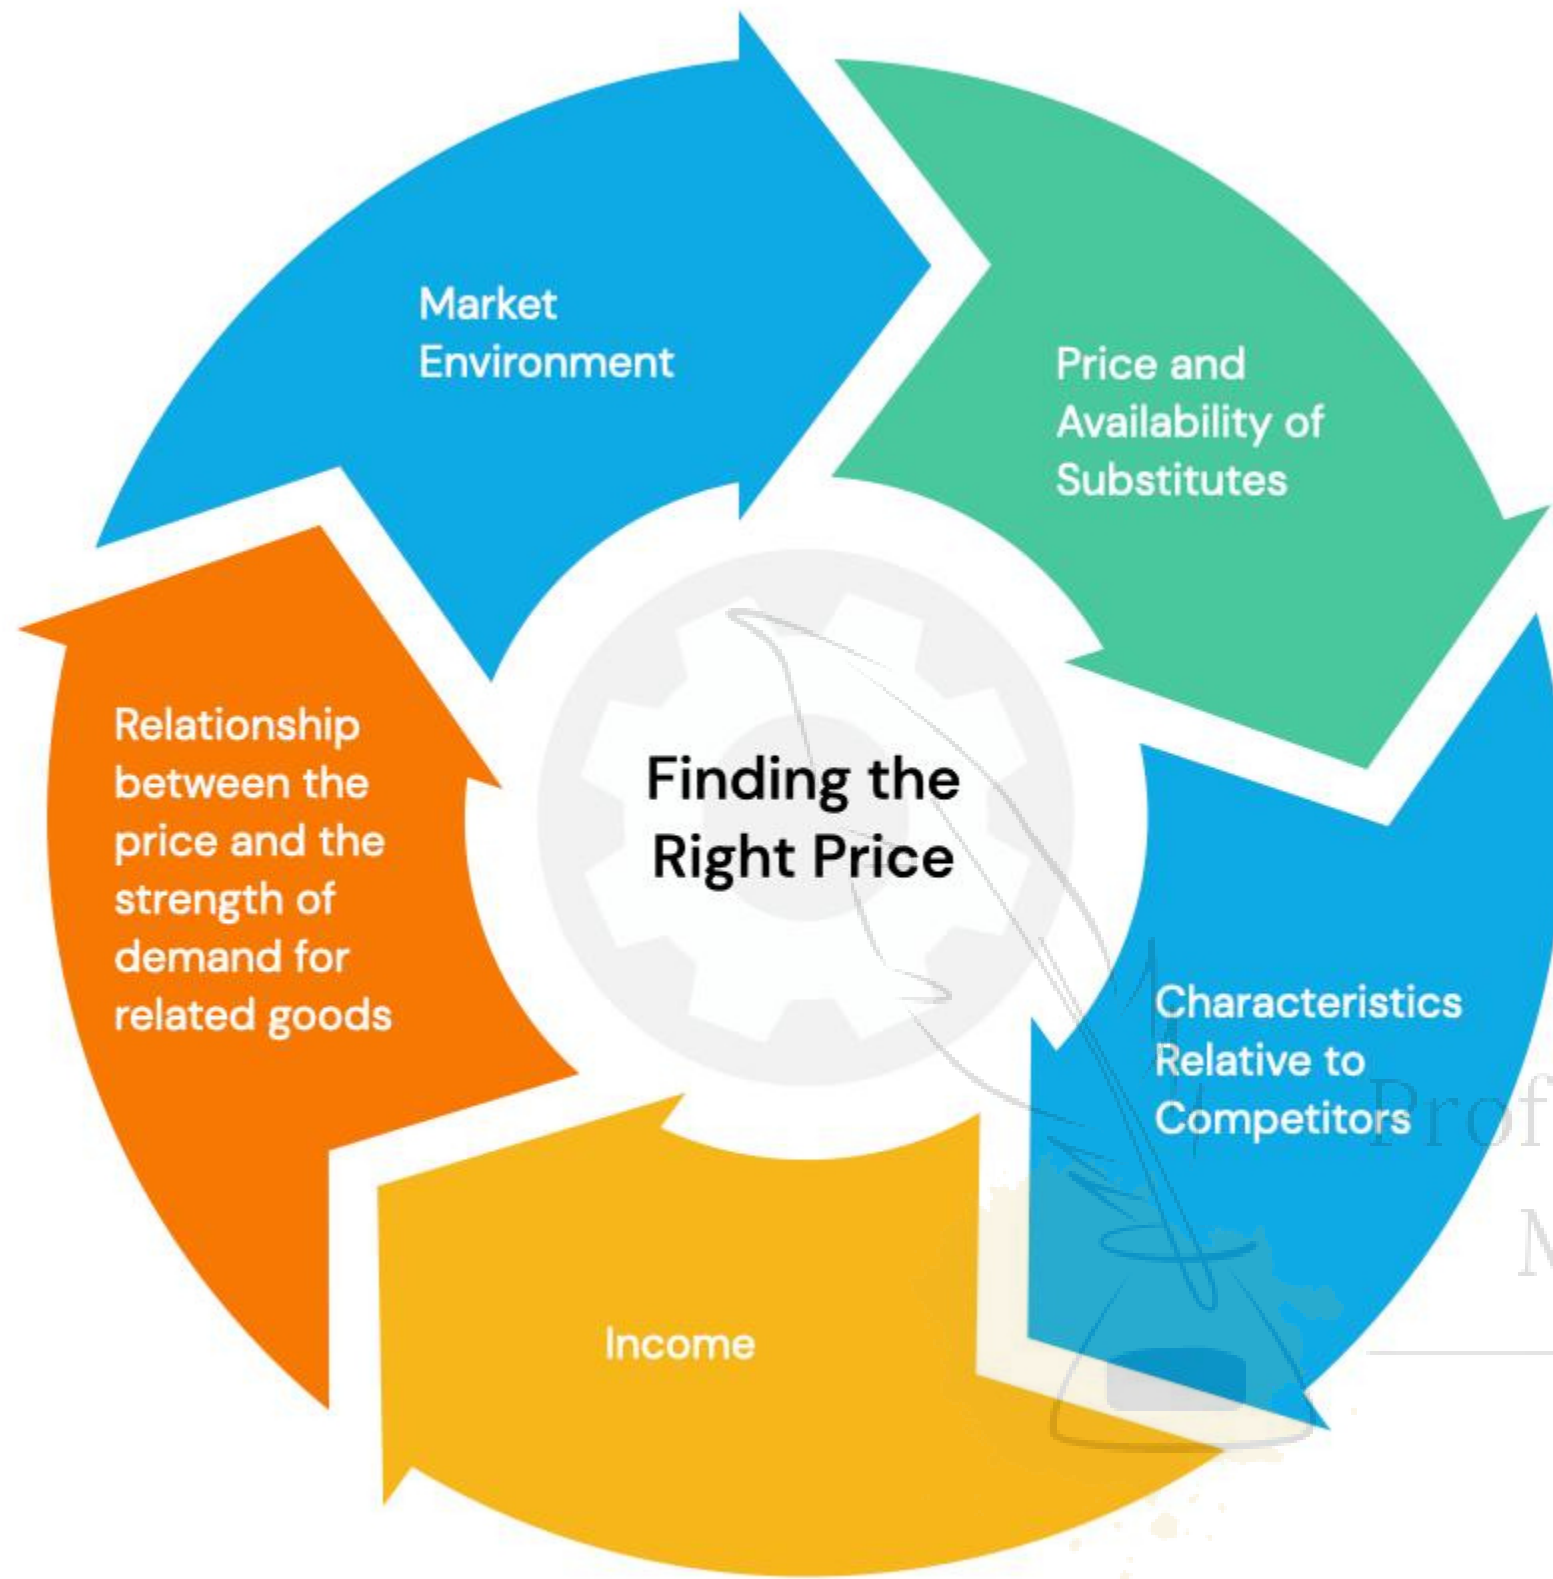 Market
Environment
Price and
Availability of
Substitutes
Relationship
between the
price and the
strength of
demand for
related goods
Finding the
Right Price
Characteristics
Relative to
Competitors
Income